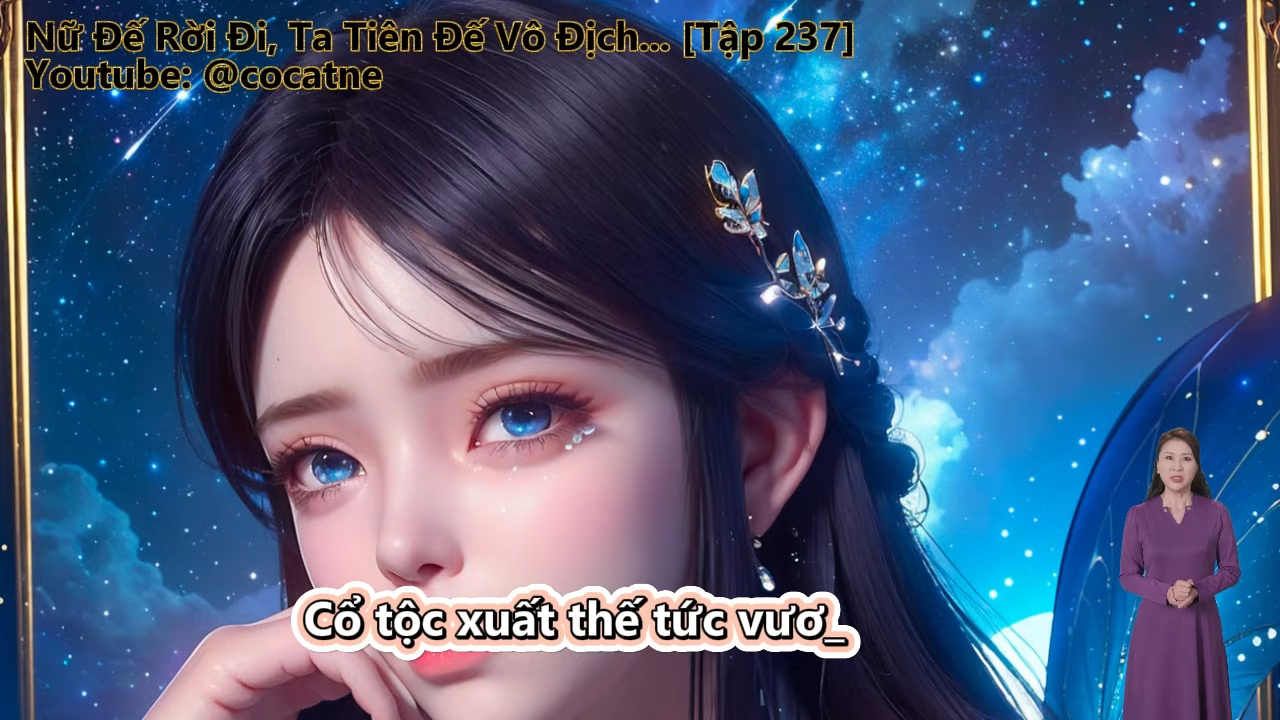 Nữ Đế Rời Đi, Ta Tiên Đế Vô Địch... [Tập 237]
Youtube: @cocatne
Cổ tộc xuất thế tức vươ_